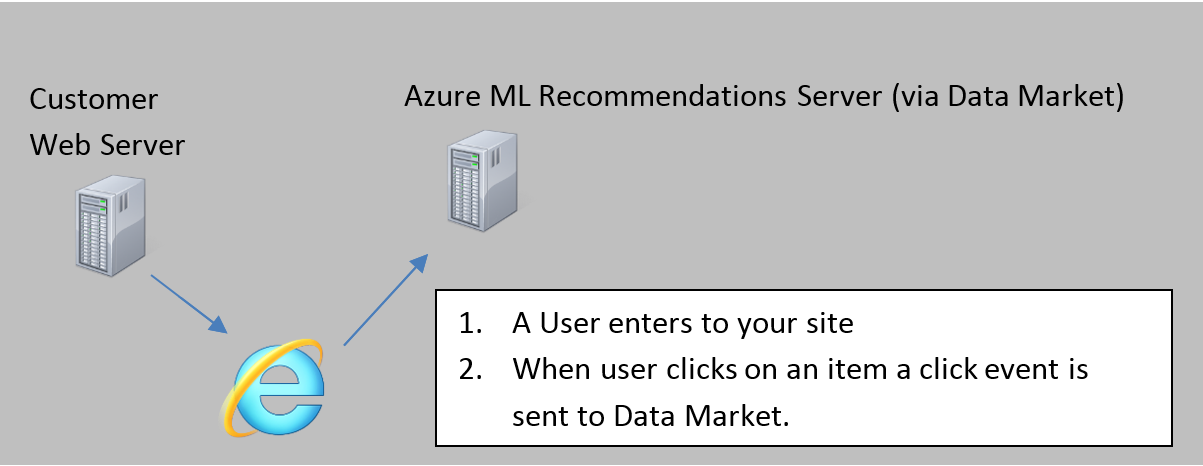 Customer
Web Server
Azure ML Recommendations Server (via Data Market)
1. A User enters to your site
2. When user clicks on an item a click event is
sent to Data Market.